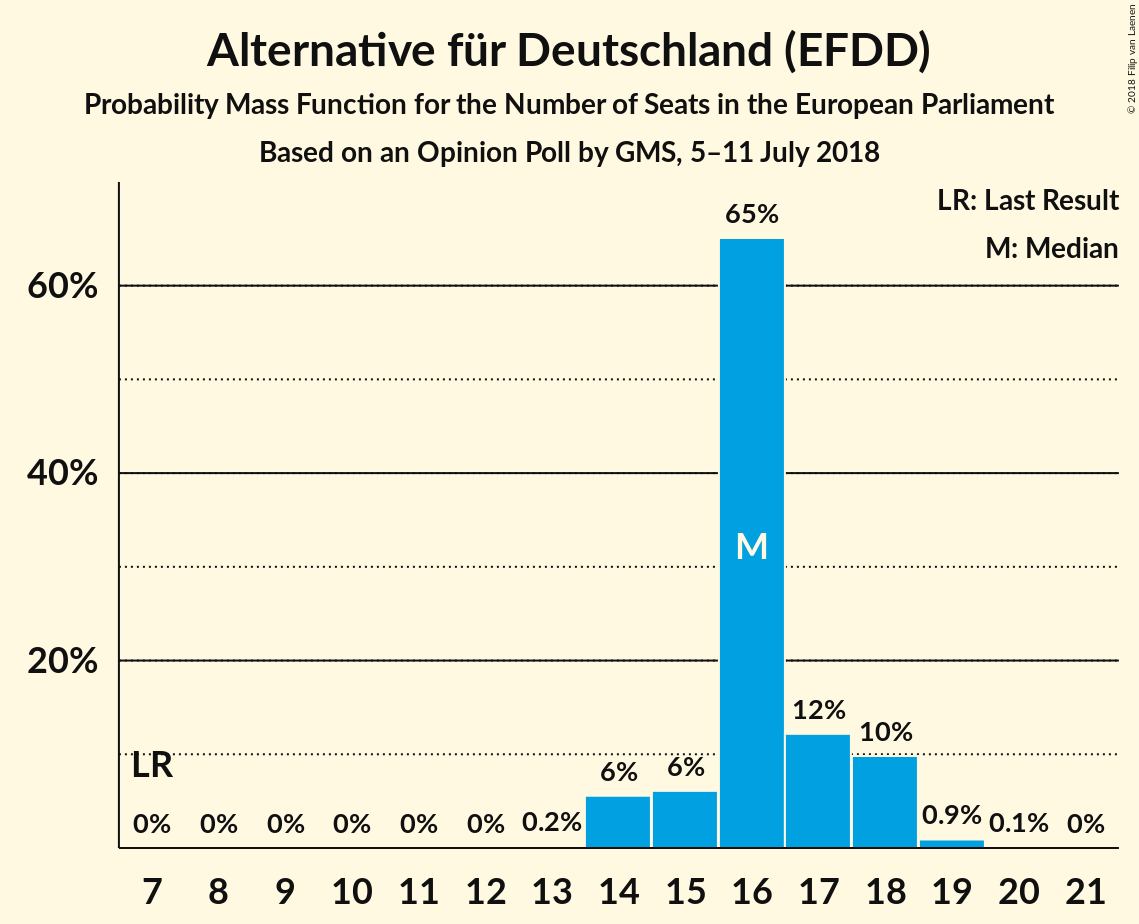 Alternative für Deutschland (EFDD)
Probability Mass Function for the Number of Seats in the European Parliament
Based on an Opinion Poll by GMS, 5–11 July 2018
© 2018 Filip van Laenen
LR: Last Result
M: Median
65%
60%
40%
M
20%
12%
10%
LR
6%
6%
0%
0%
0%
0%
0%
0%
0.2%
0.9%
0.1%
0%
7 8 9 10 11 12 13 14 15 16 17 18 19 20 21